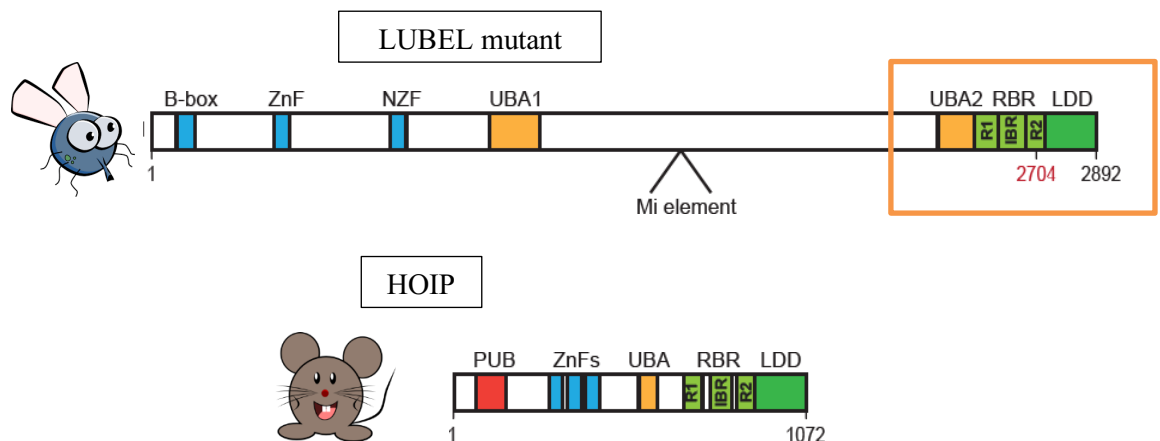 LUBEL mutant
B-box ZnF NZF UBA1 UBA2 RBR LDD
R1 IBR R2
1 2704 2892
Mi element
HOIP
PUB ZnFs UBA RBR LDD
R1 IBR R2
1 1072